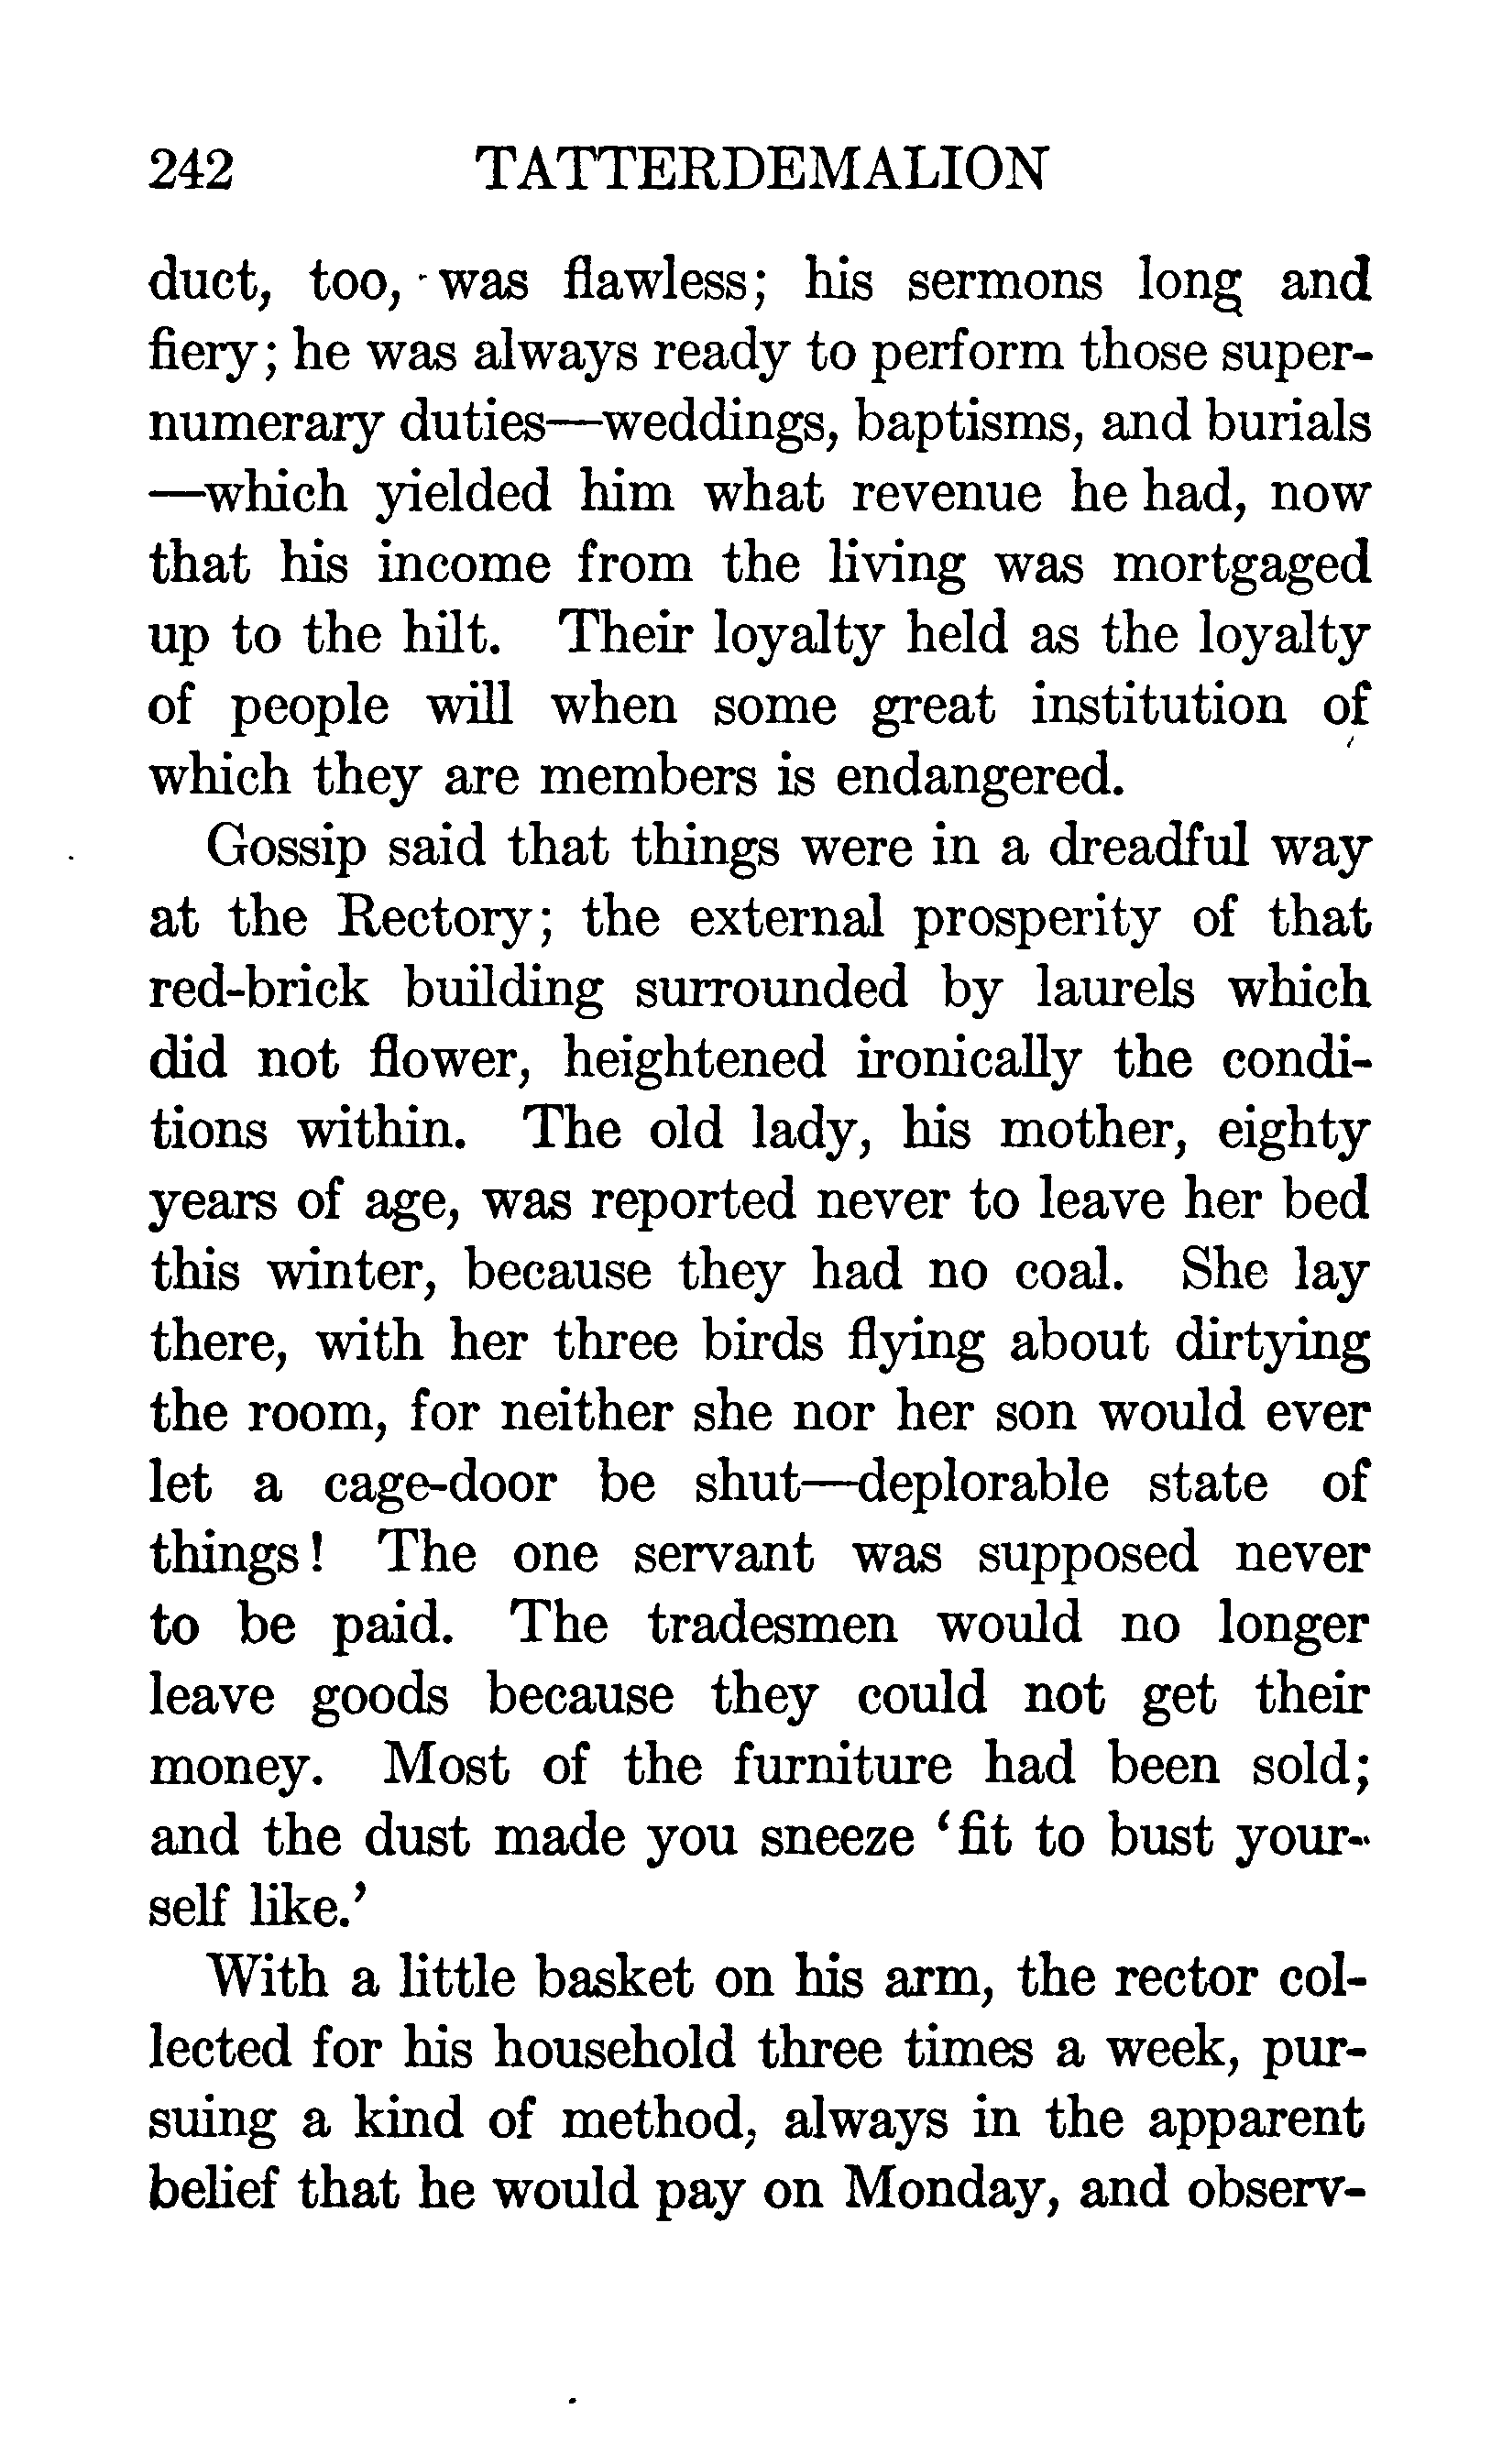 242 TATTERDEMALION
duct, too, was flawless; his sermons long and
fiery; he was always ready to perform those super-
numerary duties—weddings, baptisms, and burials
—which yielded him what revenue he had, now
that his income from the living was mortgaged
up to the hilt. Their loyalty held as the loyalty
of people will when some great institution of
which they are members is endangered.
Gossip said that things were in a dreadful way
at the Rectory; the external prosperity of that
red-brick building surrounded by laurels which
did not flower, heightened ironically the condi-
tions within. The old lady, his mother, eighty
years of age, was reported never to leave her bed
this winter, because they had no coal. She lay
there, with her three birds flying about dirtying
the room, for neither she nor her son would ever
let a cage-door be shut—deplorable state of
things! The one servant was supposed never
to be paid. The tradesmen would no longer
leave goods because they could not get their
money. Most of the furniture had been sold;
and the dust made you sneeze ‘fit to bust your-
self like.’
With a little basket on his arm, the rector col-
lected for his household three times a week, pur-
suing a kind of method, always in the apparent
belief that he would pay on Monday, and observ-